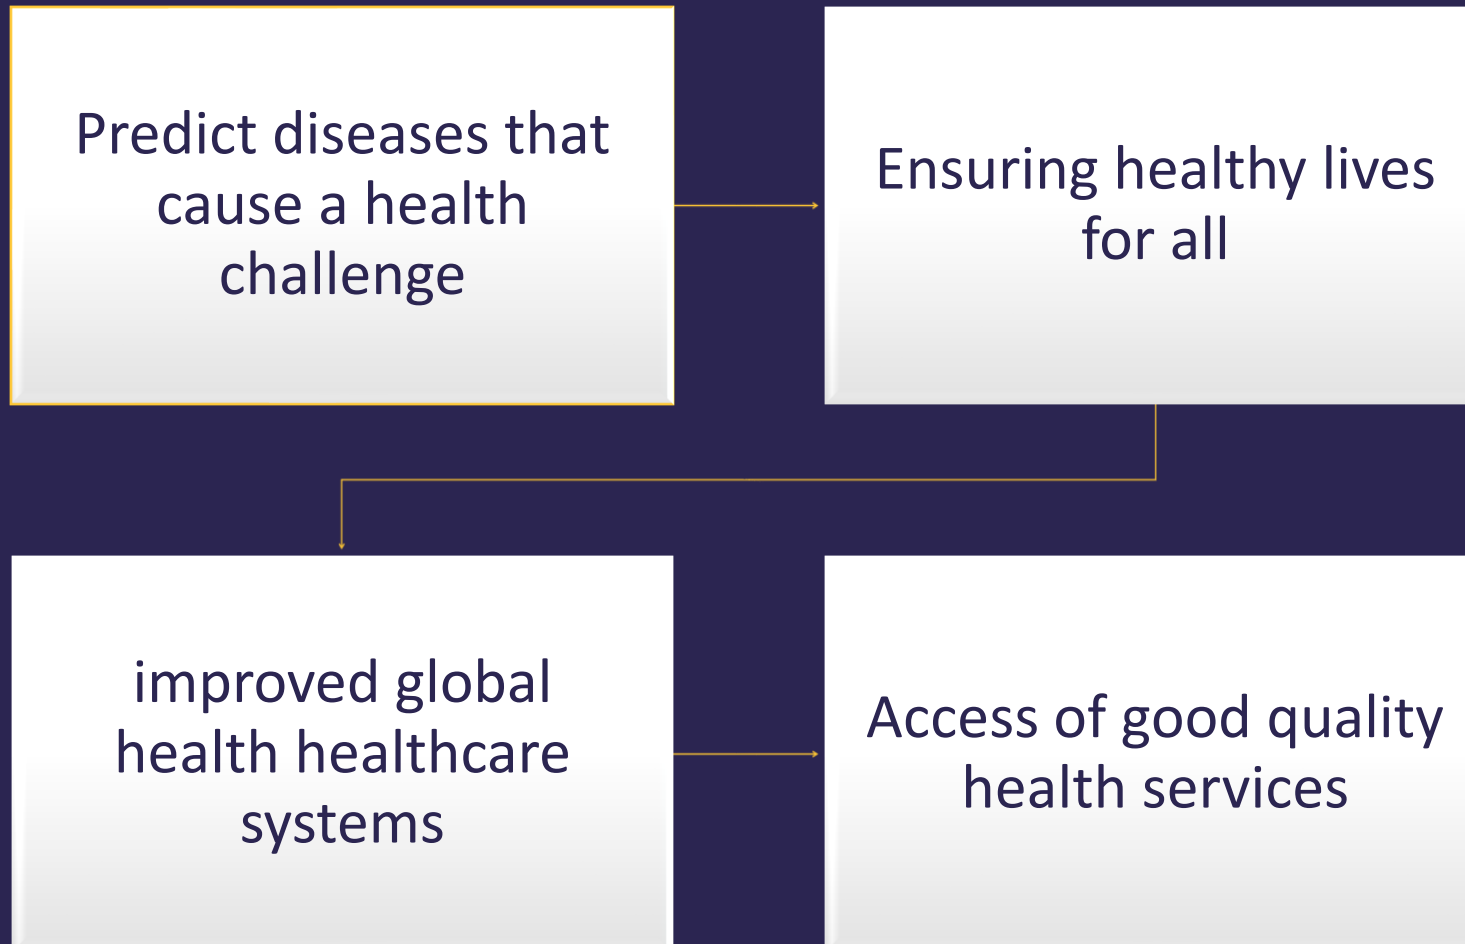 Predict diseases that
cause a health
challenge
Ensuring healthy lives
for all
improved global
health healthcare
systems
Access of good quality
health services